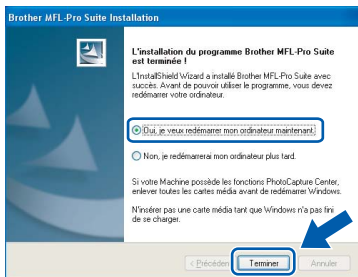 Brother MFL-Pro Suite Installation
L'installation du programme Brother MFL-Pro Suite
est terminée !
L'InstallShield Wizard a installé Brother MFL-Pro Suite avec
succès. Avant de pouvoir utiliser le programme, vous devez
redémarrer votre ordinateur.
Oui, je veux redémarrer mon ordinateur maintenant.
Non, je redémarrerai mon ordinateur plus tard.
Si votre Machine possède les fonctions PhotoCapture Center,
enlever toutes les cartes média avant de redémarrer Windows.
N'insérer pas une carte média tant que Windows n'a pas fini
de se charger.
< Précédent
Terminer
Annuler